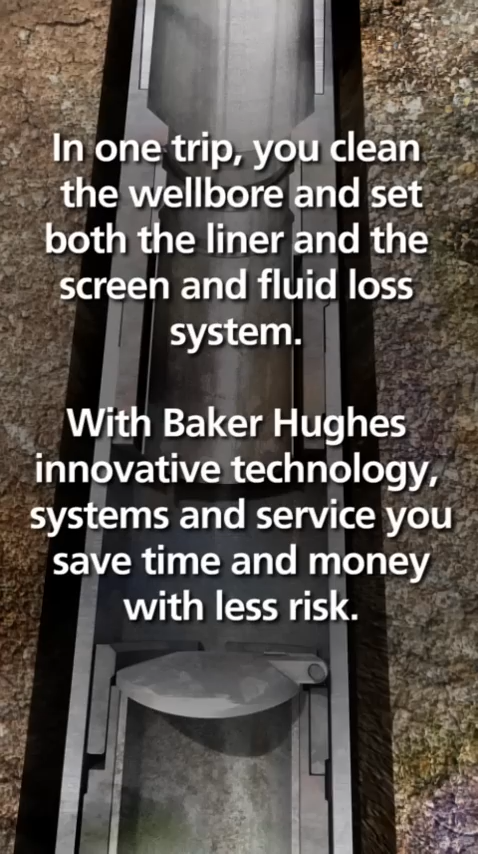 In one trip, you clean
the wellbore and set
both the liner and the
screen and fluid loss
system.
With Baker Hughes
innovative technology,
systems and service you
save time and money
with less risk.